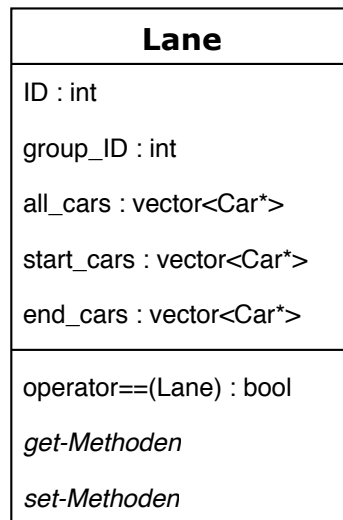 Lane
ID : int
group_ID : int
all_cars : vector<Car*>
start_cars : vector<Car*>
end_cars : vector<Car*>
operator==(Lane) : bool
get-Methoden
set-Methoden